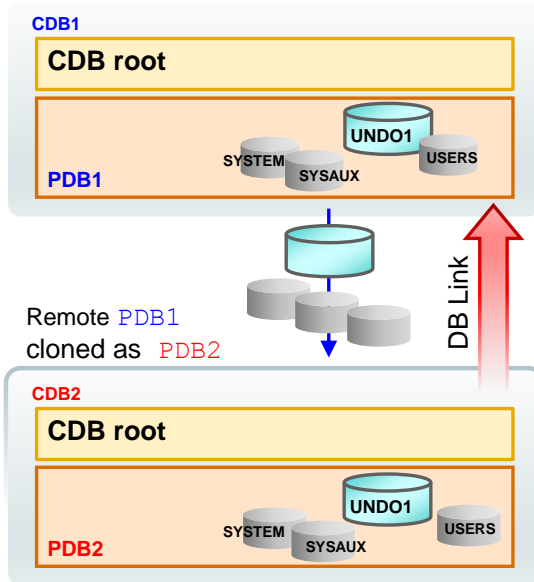 CDB1
CDB root
UNDO1
SYSTEM
USERS
SYSAUX
PDB1
DB Link
Remote PDB1
cloned as PDB2
CDB2
CDB root
UNDO1
SYSTEM
USERS
SYSAUX
PDB2